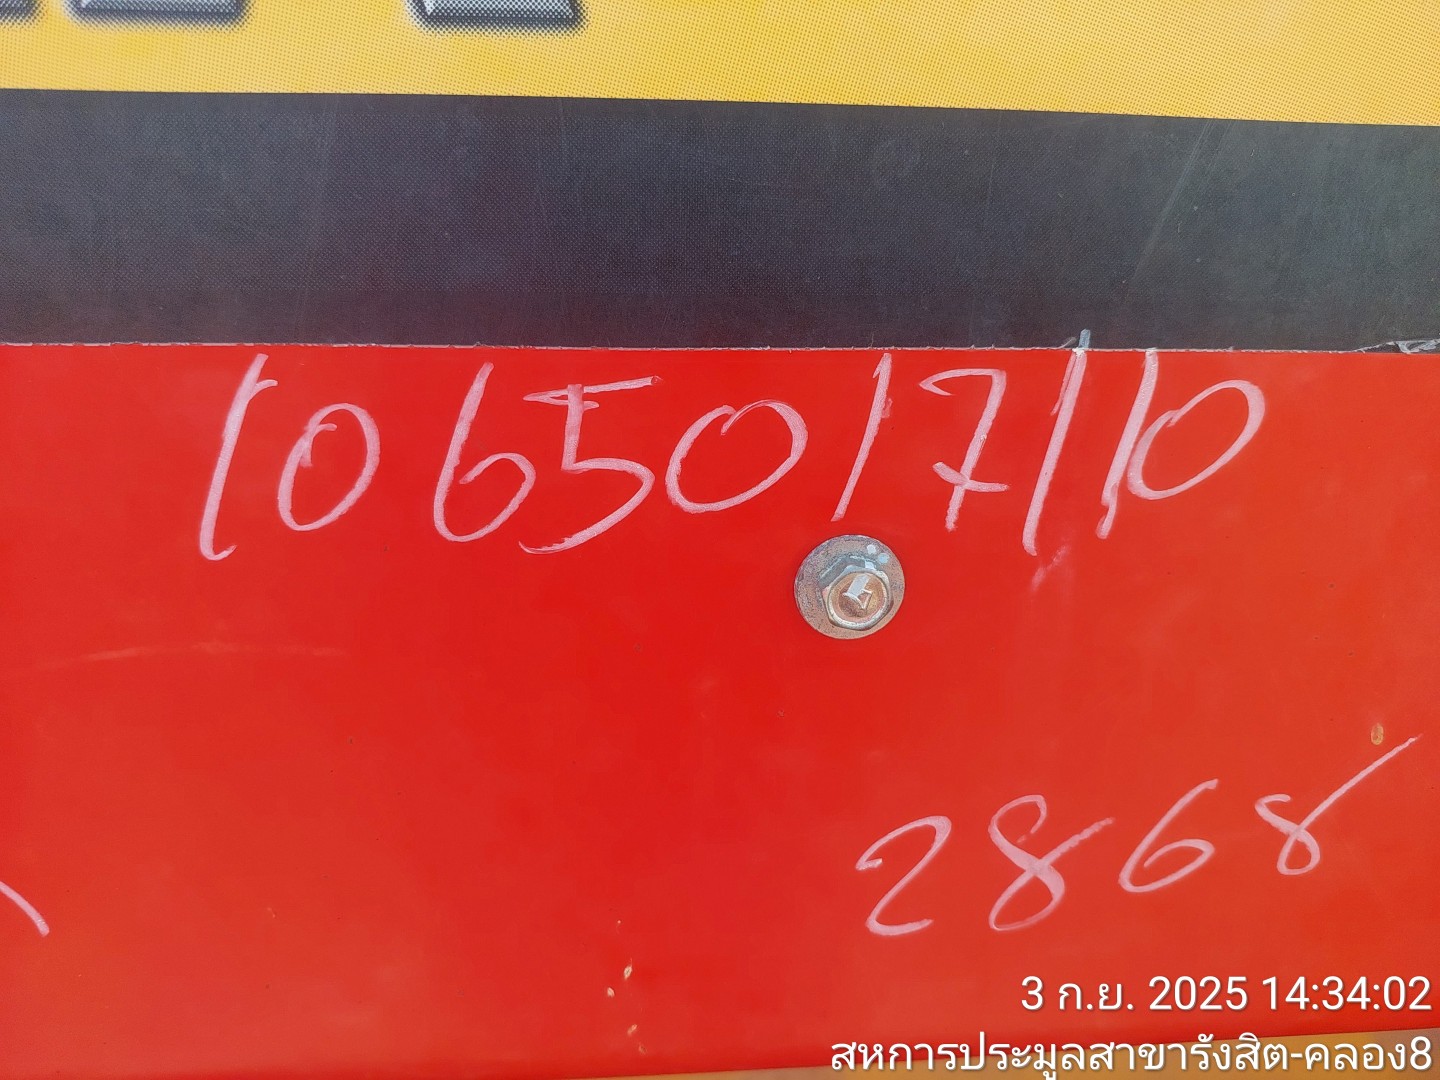 1065017110
2868
3 ก.ย. 2025 14:34:02
สหการประมูลสาขารังสิต-คลอง8